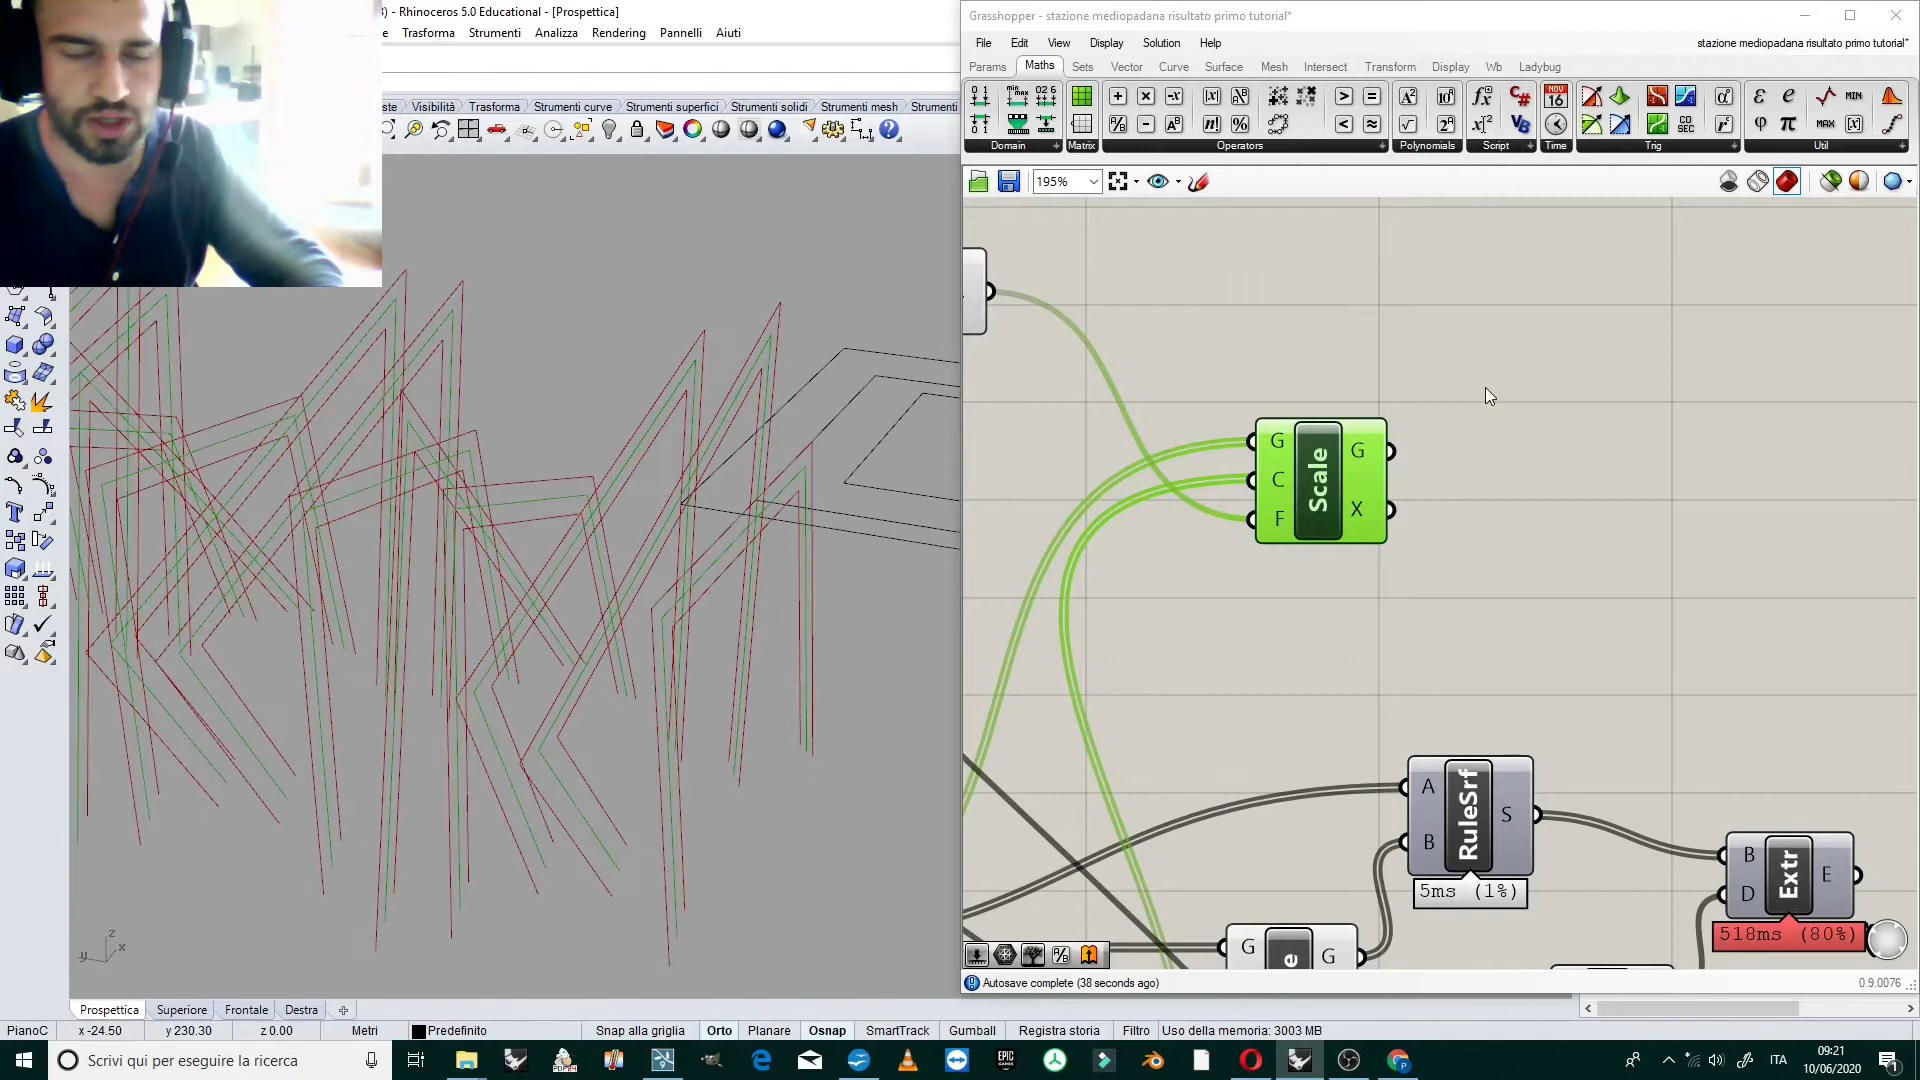 ) - Rhinoceros 5.0 Educational - [Prospettica]
Trasforma Strumenti Analizza Rendering Pannelli Aiuti
ste Visibilità Trasforma Strumenti curve Strumenti superfici Strumenti solidi Strumenti mesh Strumenti
Grasshopper - stazione mediopadana risultato primo tutorial*
File Edit View Display Solution Help
stazione mediopadana risultato primo tutorial*
Params Maths Sets Vector Curve Surface Mesh Intersect Transform Display Wb Ladybug
Domain Matrix Operators Polynomials Script Time Trig Util
195%
G
C
F
Scale
G
X
A
B
RuleSrf
S
5ms (1%)
B
D
Extr
E
518ms (80%)
G
e
G
z
x
y
Autosave complete (38 seconds ago)
0.9.0076
Prospettica Superiore Frontale Destra
PianoC x -24.50 y 230.30 z 0.00 Metri Predefinito Snap alla griglia Orto Planare Osnap SmartTrack Gumball Registra storia Filtro Uso della memoria: 3003 MB
Scrivi qui per eseguire la ricerca
ITA
09:21
10/06/2020